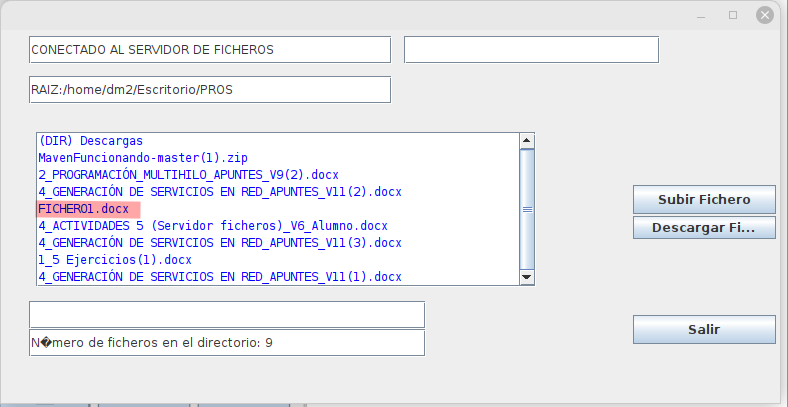 CONECTADO AL SERVIDOR DE FICHEROS
RAIZ:/home/dm2/Escritorio/PROS
(DIR) Descargas
MavenFuncionando-master(1).zip
2_PROGRAMACIÓN_MULTIHILO_APUNTES_V9(2).docx
4_GENERACIÓN DE SERVICIOS EN RED_APUNTES_V11(2).docx
FICHERO1.docx
4_ACTIVIDADES 5 (Servidor ficheros)_V6_Alumno.docx
4_GENERACIÓN DE SERVICIOS EN RED_APUNTES_V11(3).docx
1_5 Ejercicios(1).docx
4_GENERACIÓN DE SERVICIOS EN RED_APUNTES_V11(1).docx
Subir Fichero
Descargar Fi...
N�mero de ficheros en el directorio: 9
Salir